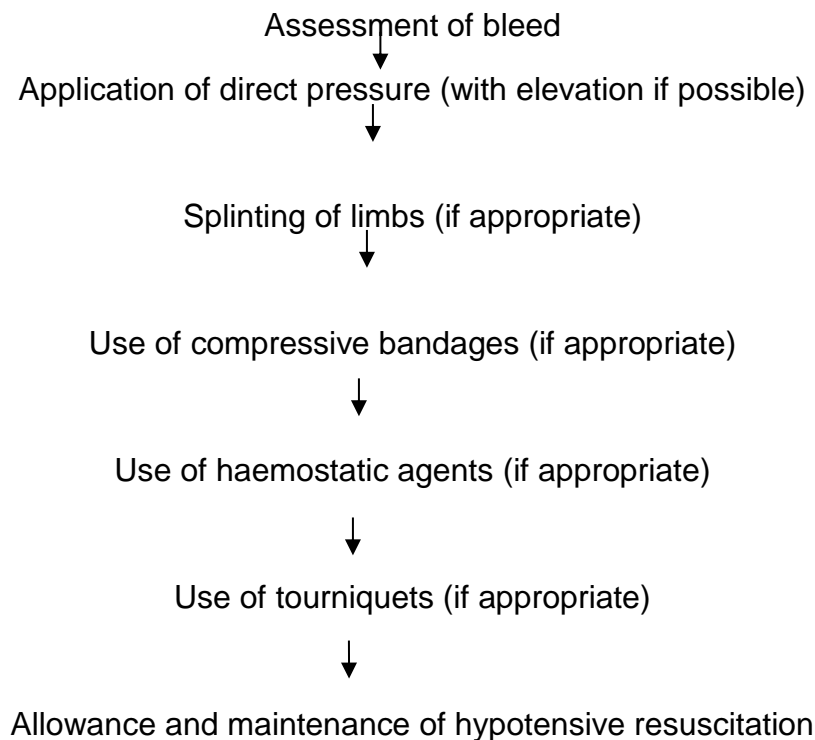 Assessment of bleed
Application of direct pressure (with elevation if possible)
Splinting of limbs (if appropriate)
Use of compressive bandages (if appropriate)
Use of haemostatic agents (if appropriate)
Use of tourniquets (if appropriate)
Allowance and maintenance of hypotensive resuscitation